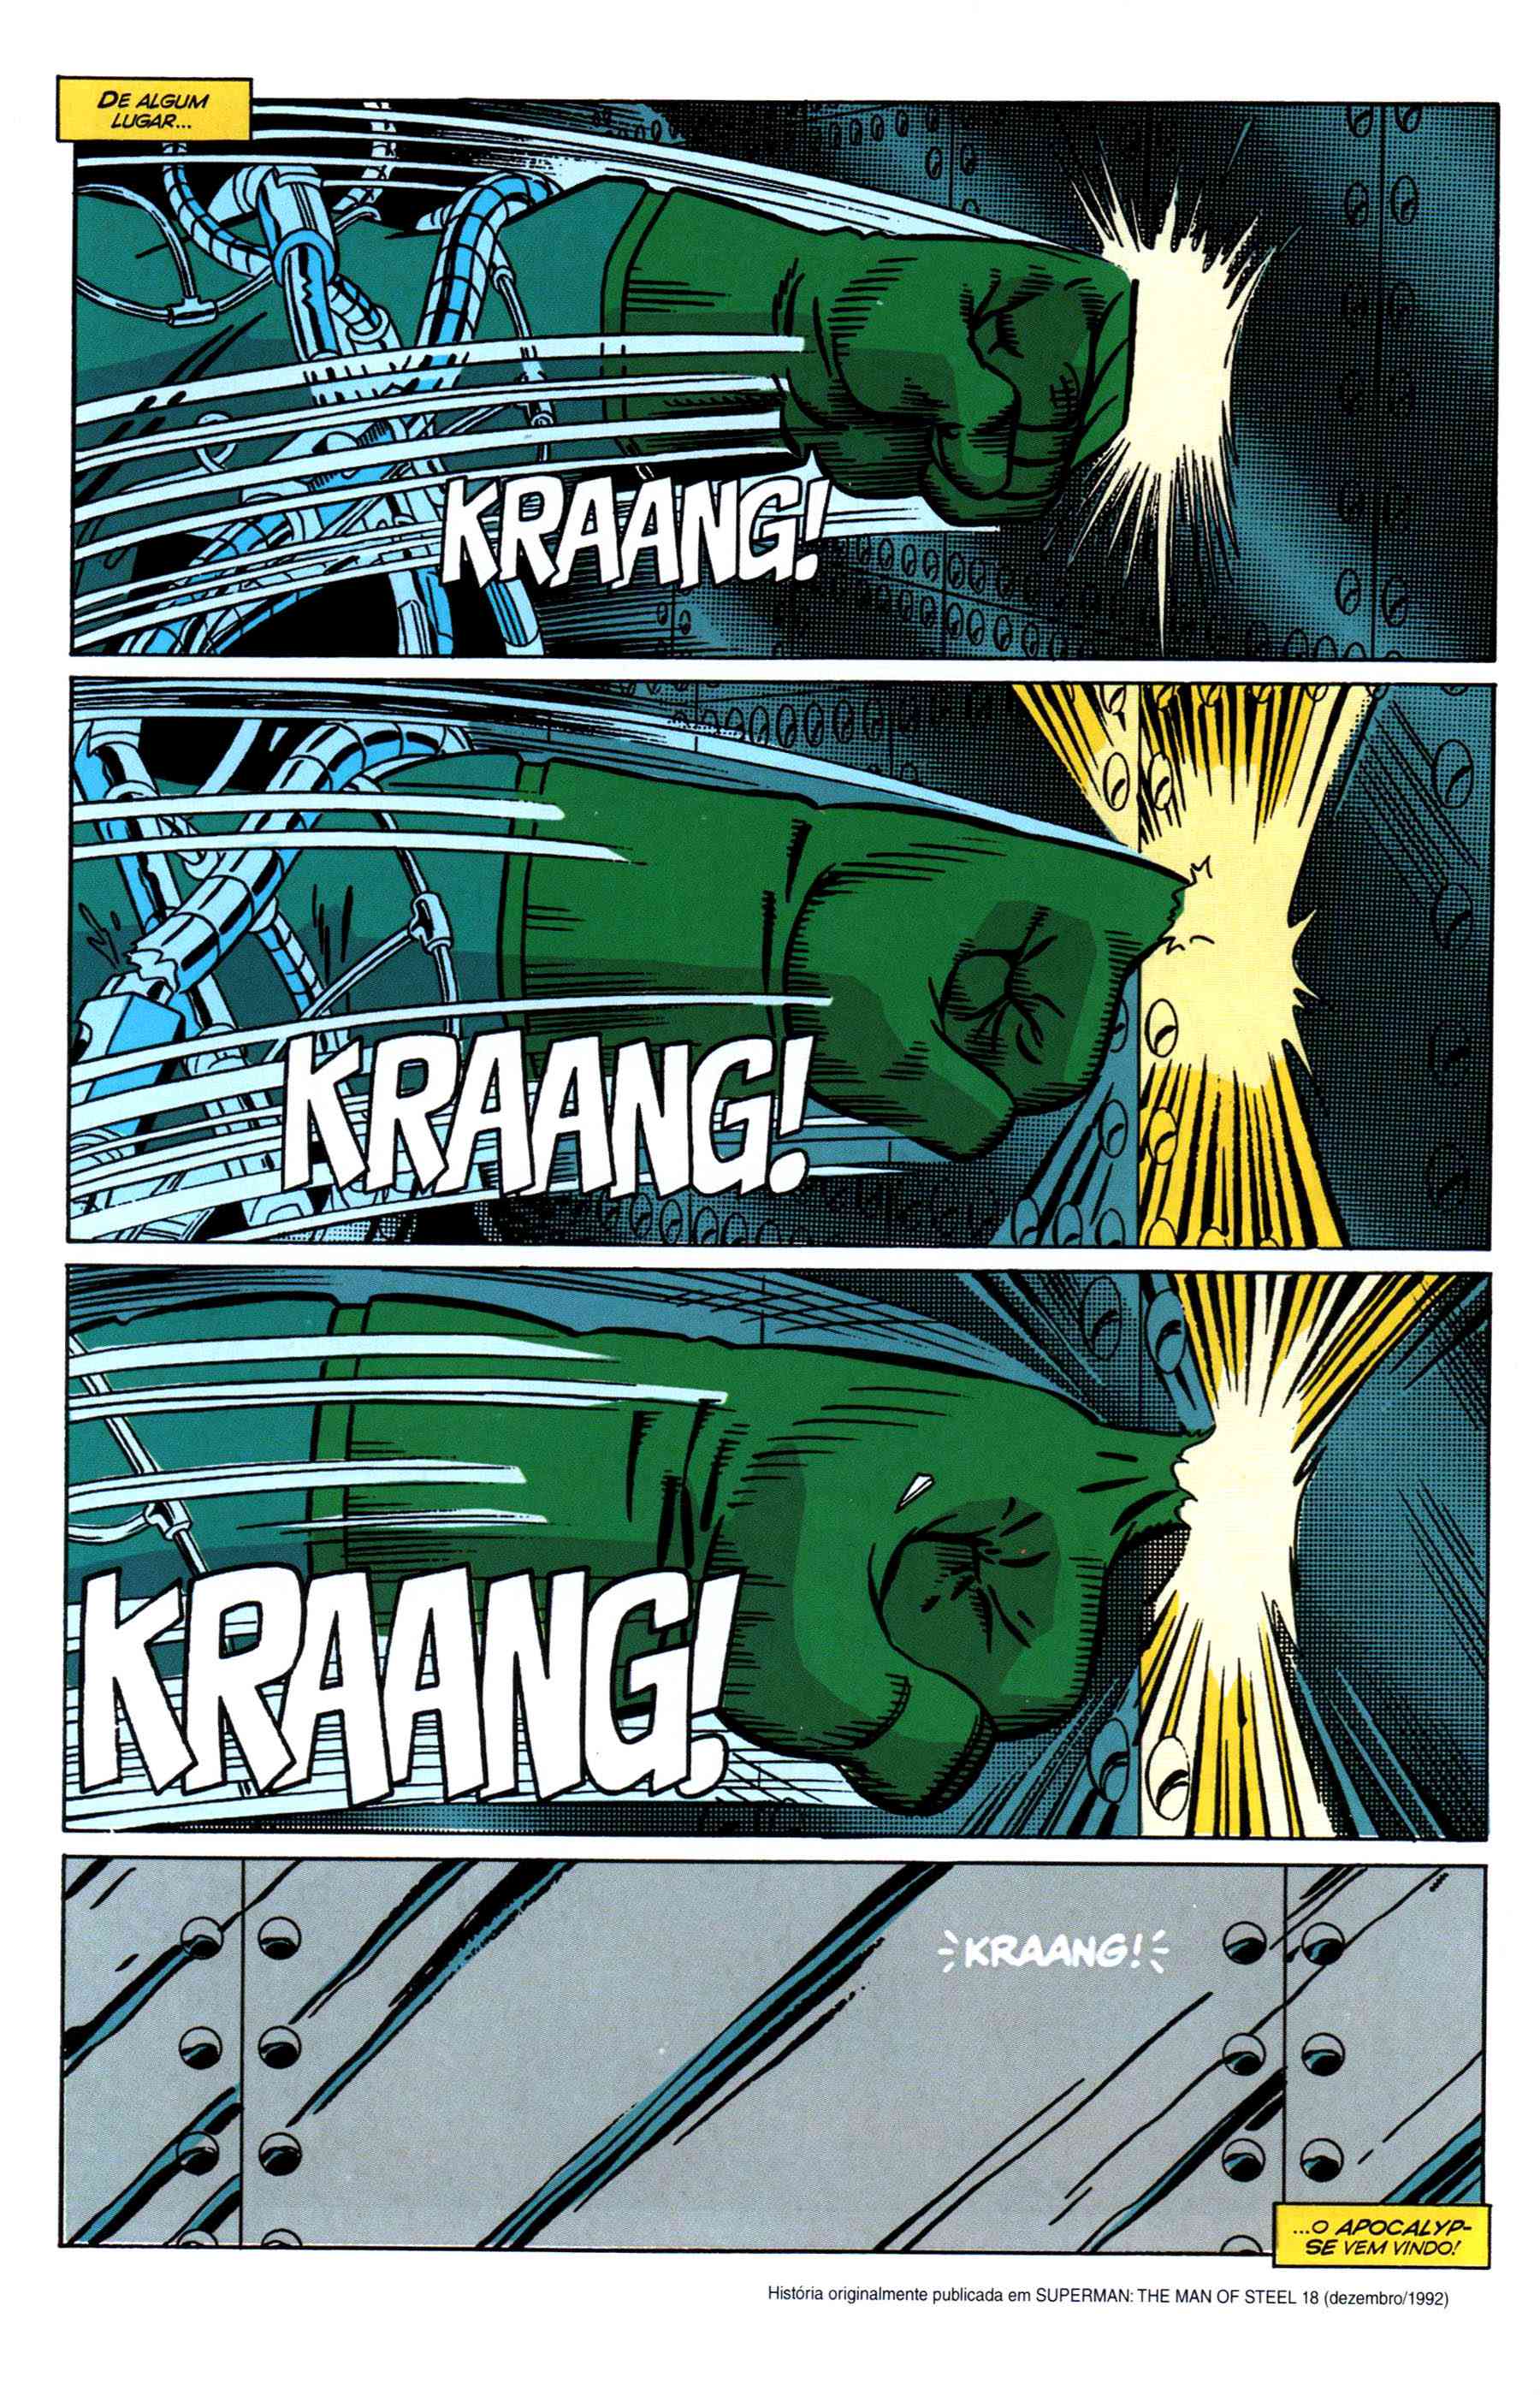 DE ALGUM
LUGAR...
KRAANG!
KRAANG!
KRAANG!
KRAANG!
...O APOCALYP-
SE VEM VINDO!
História originalmente publicada em SUPERMAN: THE MAN OF STEEL 18 (dezembro/1992)